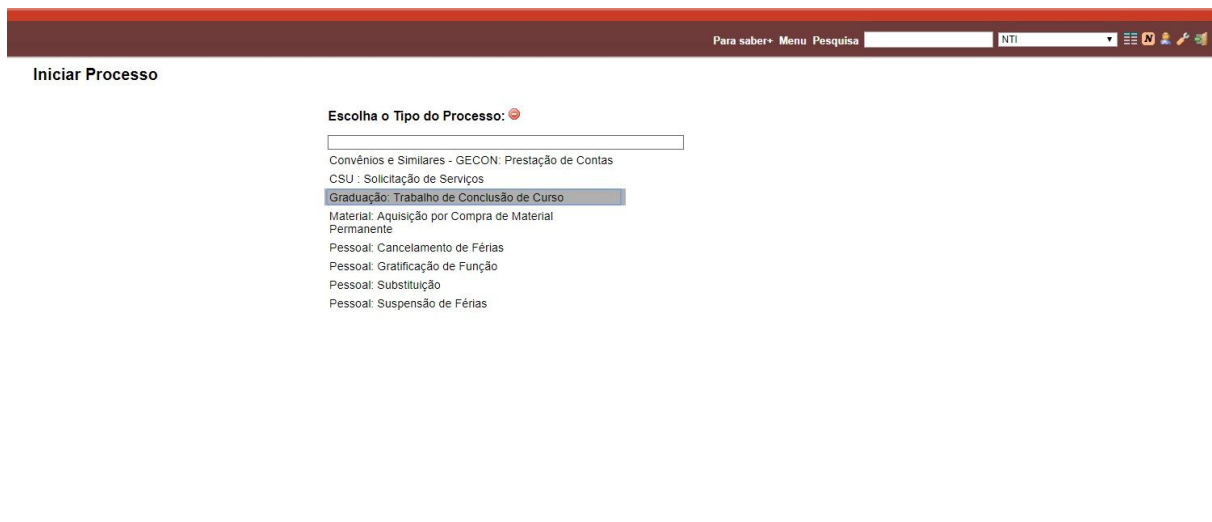 Para saber+ Menu Pesquisa NTI N
Iniciar Processo
Escolha o Tipo do Processo:
Convênios e Similares - GECON: Prestação de Contas
CSU : Solicitação de Serviços
Graduação: Trabalho de Conclusão de Curso
Material: Aquisição por Compra de Material
Permanente
Pessoal: Cancelamento de Férias
Pessoal: Gratificação de Função
Pessoal: Substituição
Pessoal: Suspensão de Férias